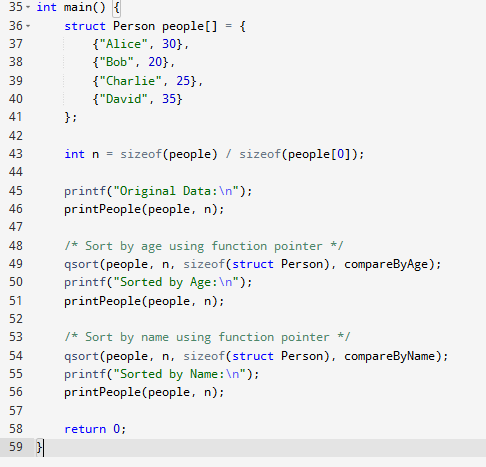 35 int main() {
36     struct Person people[] = {
37         {"Alice", 30},
38         {"Bob", 20},
39         {"Charlie", 25},
40         {"David", 35}
41     };
42
43     int n = sizeof(people) / sizeof(people[0]);
44
45     printf("Original Data:\n");
46     printPeople(people, n);
47
48     /* Sort by age using function pointer */
49     qsort(people, n, sizeof(struct Person), compareByAge);
50     printf("Sorted by Age:\n");
51     printPeople(people, n);
52
53     /* Sort by name using function pointer */
54     qsort(people, n, sizeof(struct Person), compareByName);
55     printf("Sorted by Name:\n");
56     printPeople(people, n);
57
58     return 0;
59 }